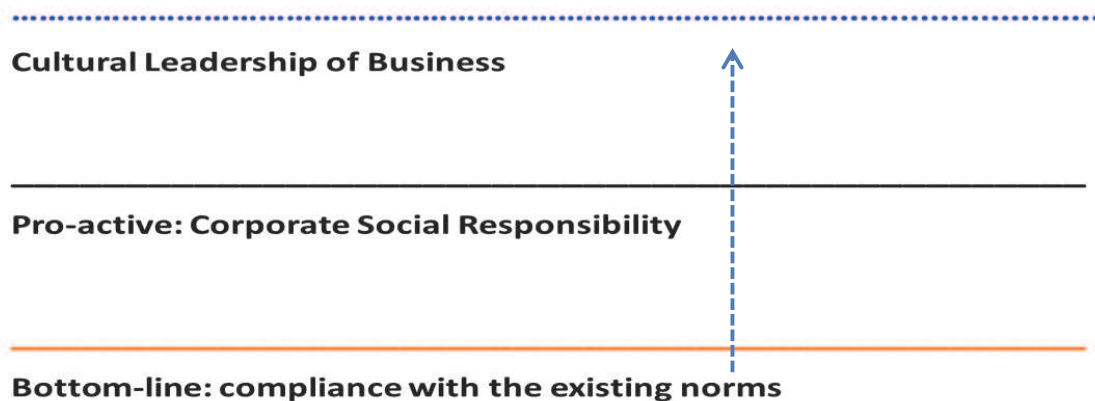 Cultural Leadership of Business
Pro-active: Corporate Social Responsibility
Bottom-line: compliance with the existing norms